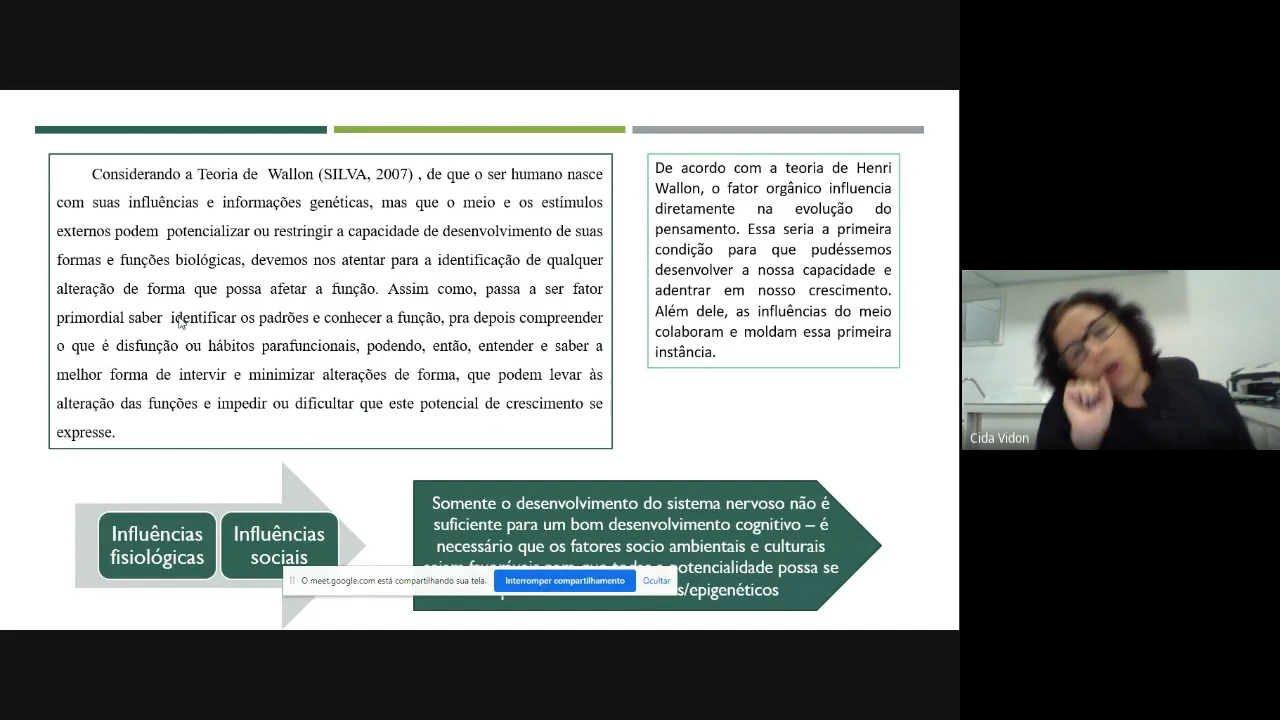 Considerando a Teoria de Wallon (SILVA, 2007) , de que o ser humano nasce
com suas influências e informações genéticas, mas que o meio e os estímulos
externos podem potencializar ou restringir a capacidade de desenvolvimento de suas
formas e funções biológicas, devemos nos atentar para a identificação de qualquer
alteração de forma que possa afetar a função. Assim como, passa a ser fator
primordial saber identificar os padrões e conhecer a função, pra depois compreender
o que é disfunção ou hábitos parafuncionais, podendo, então, entender e saber a
melhor forma de intervir e minimizar alterações de forma, que podem levar às
alteração das funções e impedir ou dificultar que este potencial de crescimento se
expresse.
De acordo com a teoria de Henri
Wallon, o fator orgânico influencia
diretamente na evolução do
pensamento. Essa seria a primeira
condição para que pudéssemos
desenvolver a nossa capacidade e
adentrar em nosso crescimento.
Além dele, as influências do meio
colaboram e moldam essa primeira
instância.
Influências
fisiológicas
Influências
sociais
Somente o desenvolvimento do sistema nervoso não é
suficiente para um bom desenvolvimento cognitivo – é
necessário que os fatores socio ambientais e culturais
potencialidade possa se
s/epigenéticos
O meet.google.com está compartilhando sua tela.
Interromper compartilhamento
Ocultar
Cida Vidon